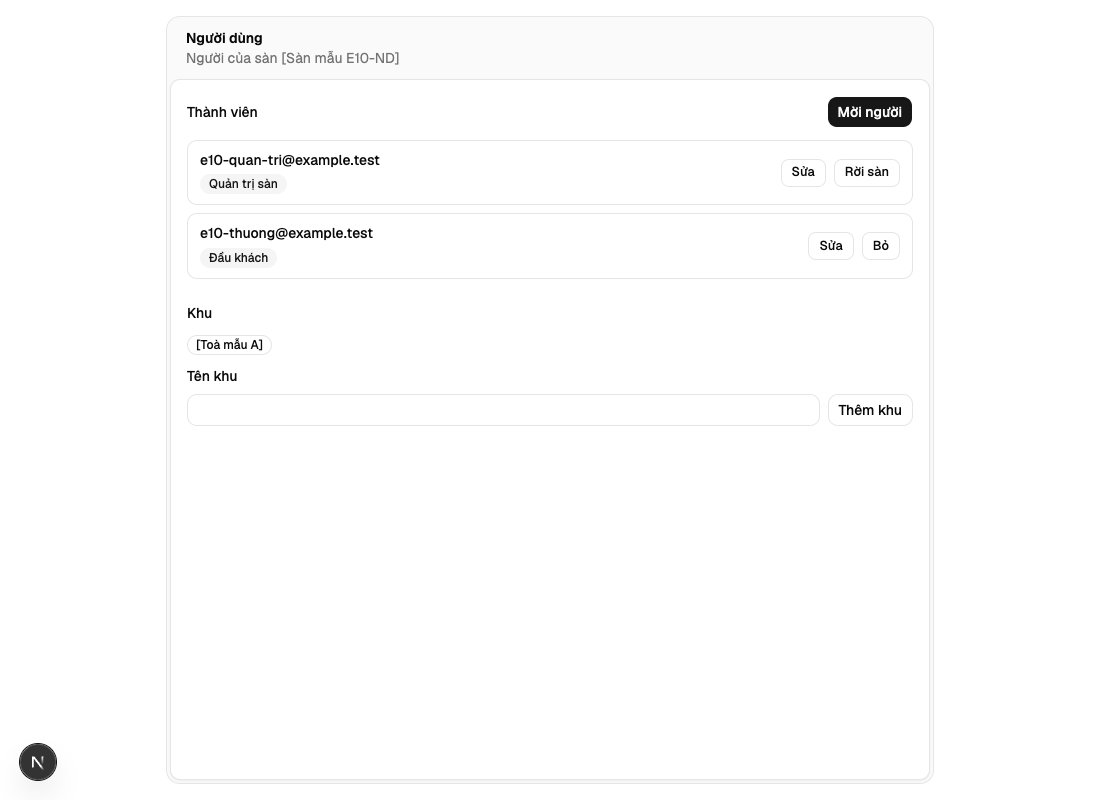 Người dùng
Người của sàn [Sàn mẫu E10-ND]
Thành viên
Mời người
e10-quan-tri@example.test
Quản trị sàn
Sửa
Rời sàn
e10-thuong@example.test
Đầu khách
Sửa
Bỏ
Khu
[Toà mẫu A]
Tên khu
Thêm khu
N